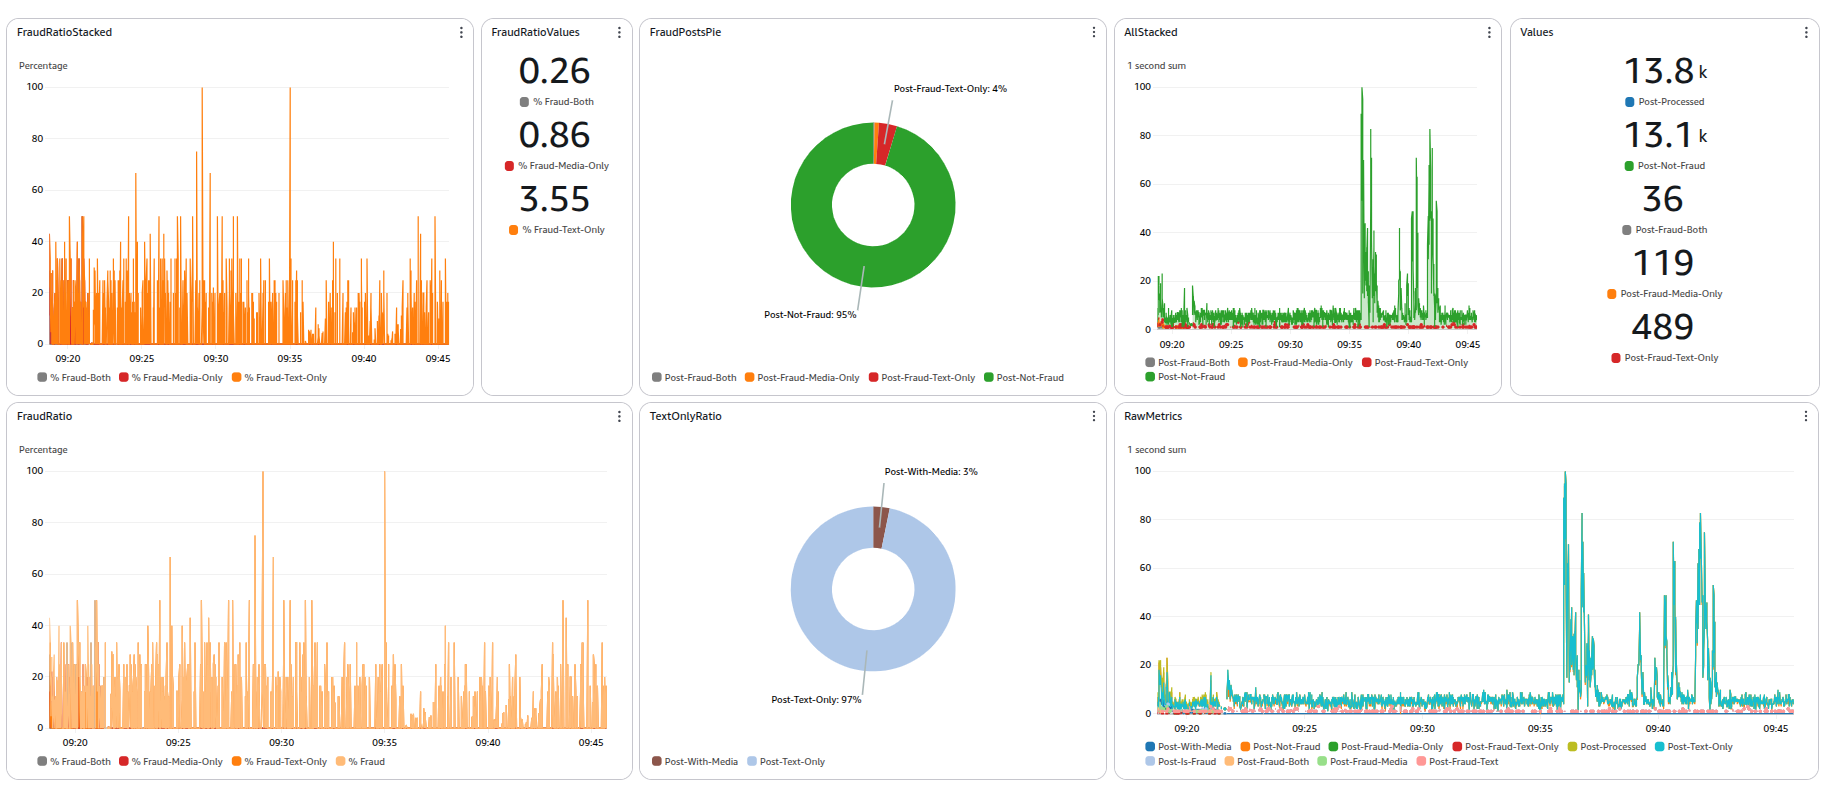 FraudRatioStacked
Percentage
100
80
60
40
20
0
09:20 09:25 09:30 09:35 09:40 09:45
% Fraud-Both % Fraud-Media-Only % Fraud-Text-Only
FraudRatioValues
0.26
% Fraud-Both
0.86
% Fraud-Media-Only
3.55
% Fraud-Text-Only
FraudPostsPie
Post-Fraud-Text-Only: 4%
Post-Not-Fraud: 95%
Post-Fraud-Both Post-Fraud-Media-Only Post-Fraud-Text-Only Post-Not-Fraud
AllStacked
1 second sum
100
80
60
40
20
0
09:20 09:25 09:30 09:35 09:40 09:45
Post-Fraud-Both Post-Fraud-Media-Only Post-Fraud-Text-Only
Post-Not-Fraud
Values
13.8 k
Post-Processed
13.1 k
Post-Not-Fraud
36
Post-Fraud-Both
119
Post-Fraud-Media-Only
489
Post-Fraud-Text-Only
FraudRatio
Percentage
100
80
60
40
20
0
09:20 09:25 09:30 09:35 09:40 09:45
% Fraud-Both % Fraud-Media-Only % Fraud-Text-Only % Fraud
TextOnlyRatio
Post-With-Media: 3%
Post-Text-Only: 97%
Post-With-Media Post-Text-Only
RawMetrics
1 second sum
100
80
60
40
20
0
09:20 09:25 09:30 09:35 09:40 09:45
Post-With-Media Post-Not-Fraud Post-Fraud-Media-Only Post-Fraud-Text-Only Post-Processed Post-Text-Only
Post-Is-Fraud Post-Fraud-Both Post-Fraud-Media Post-Fraud-Text